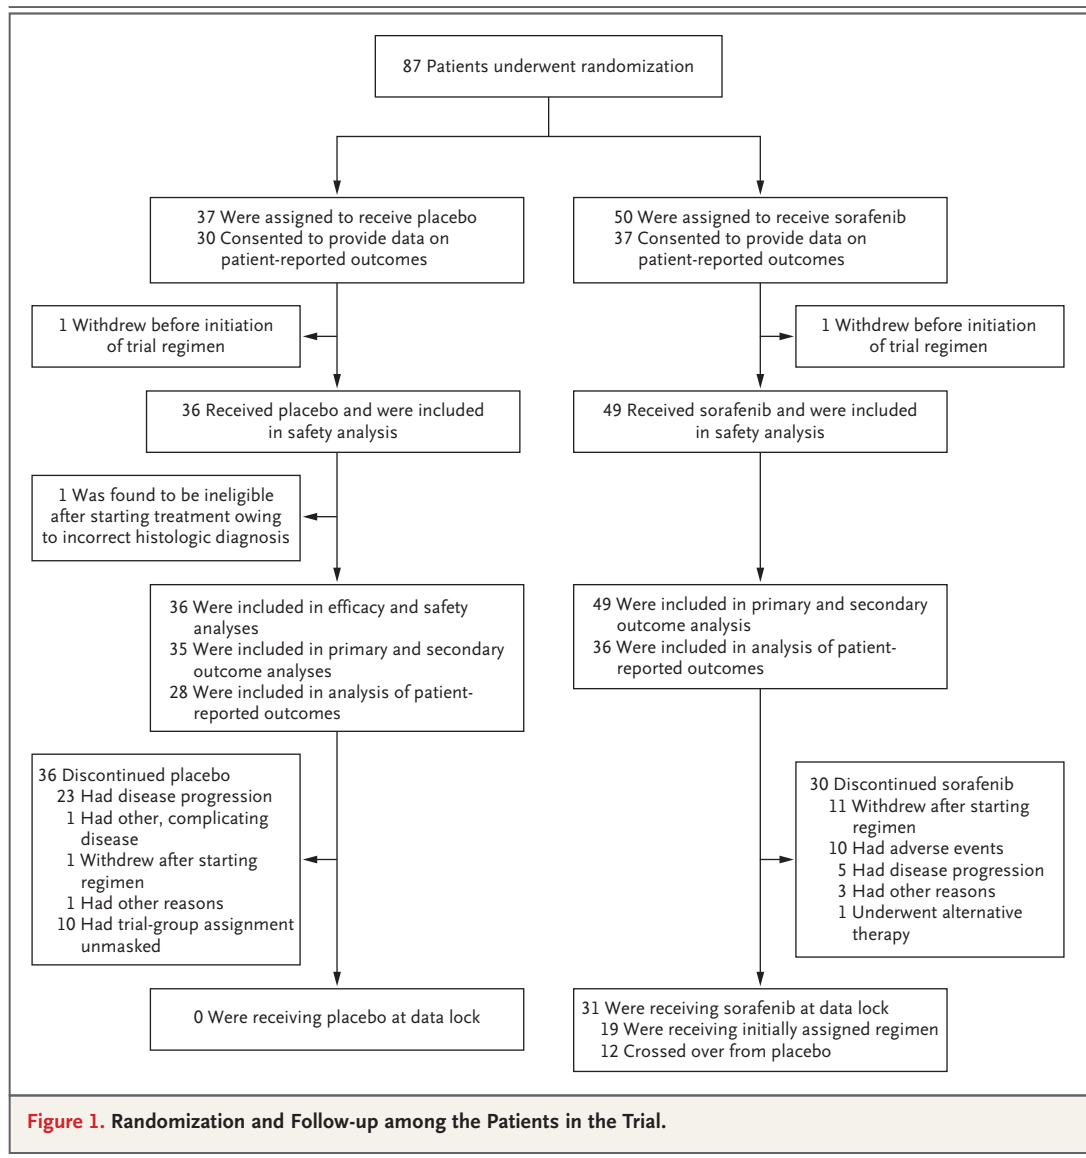 87 Patients underwent randomization
37 Were assigned to receive placebo
30 Consented to provide data on
patient-reported outcomes
50 Were assigned to receive sorafenib
37 Consented to provide data on
patient-reported outcomes
1 Withdrew before initiation
of trial regimen
1 Withdrew before initiation
of trial regimen
36 Received placebo and were included
in safety analysis
49 Received sorafenib and were included
in safety analysis
1 Was found to be ineligible
after starting treatment owing
to incorrect histologic diagnosis
36 Were included in efficacy and safety
analyses
35 Were included in primary and secondary
outcome analyses
28 Were included in analysis of patient-
reported outcomes
49 Were included in primary and secondary
outcome analysis
36 Were included in analysis of patient-
reported outcomes
36 Discontinued placebo
23 Had disease progression
1 Had other, complicating
disease
1 Withdrew after starting
regimen
1 Had other reasons
10 Had trial-group assignment
unmasked
30 Discontinued sorafenib
11 Withdrew after starting
regimen
10 Had adverse events
5 Had disease progression
3 Had other reasons
1 Underwent alternative
therapy
0 Were receiving placebo at data lock
31 Were receiving sorafenib at data lock
19 Were receiving initially assigned regimen
12 Crossed over from placebo
Figure 1. Randomization and Follow-up among the Patients in the Trial.